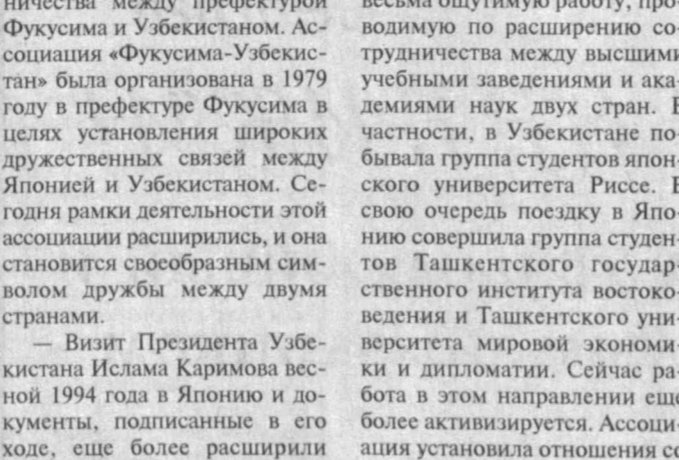 ничества между префектурой
Фукусима и Узбекистаном. Ас-
социация «Фукусима-Узбекис-
тан» была организована в 1979
году в префектуре Фукусима в
целях установления широких
дружественных связей между
Японией и Узбекистаном. Се-
годня рамки деятельности этой
ассоциации расширились, и она
становится своеобразным сим-
волом дружбы между двумя
странами.
— Визит Президента Узбе-
кистана Ислама Каримова вес-
ной 1994 года в Японию и до-
кументы, подписанные в его
ходе, еще более расширили
весьма ощутимую работу, про-
водимую по расширению со-
трудничества между высшими
учебными заведениями и ака-
демиями наук двух стран. В
частности, в Узбекистане по-
бывала группа студентов япон-
ского университета Риссе. В
свою очередь поездку в Япо-
нию совершила группа студен-
тов Ташкентского государ-
ственного института востоко-
ведения и Ташкентского уни-
верситета мировой экономи-
ки и дипломатии. Сейчас ра-
бота в этом направлении еще
более активизируется. Ассоци-
ация установила отношения со